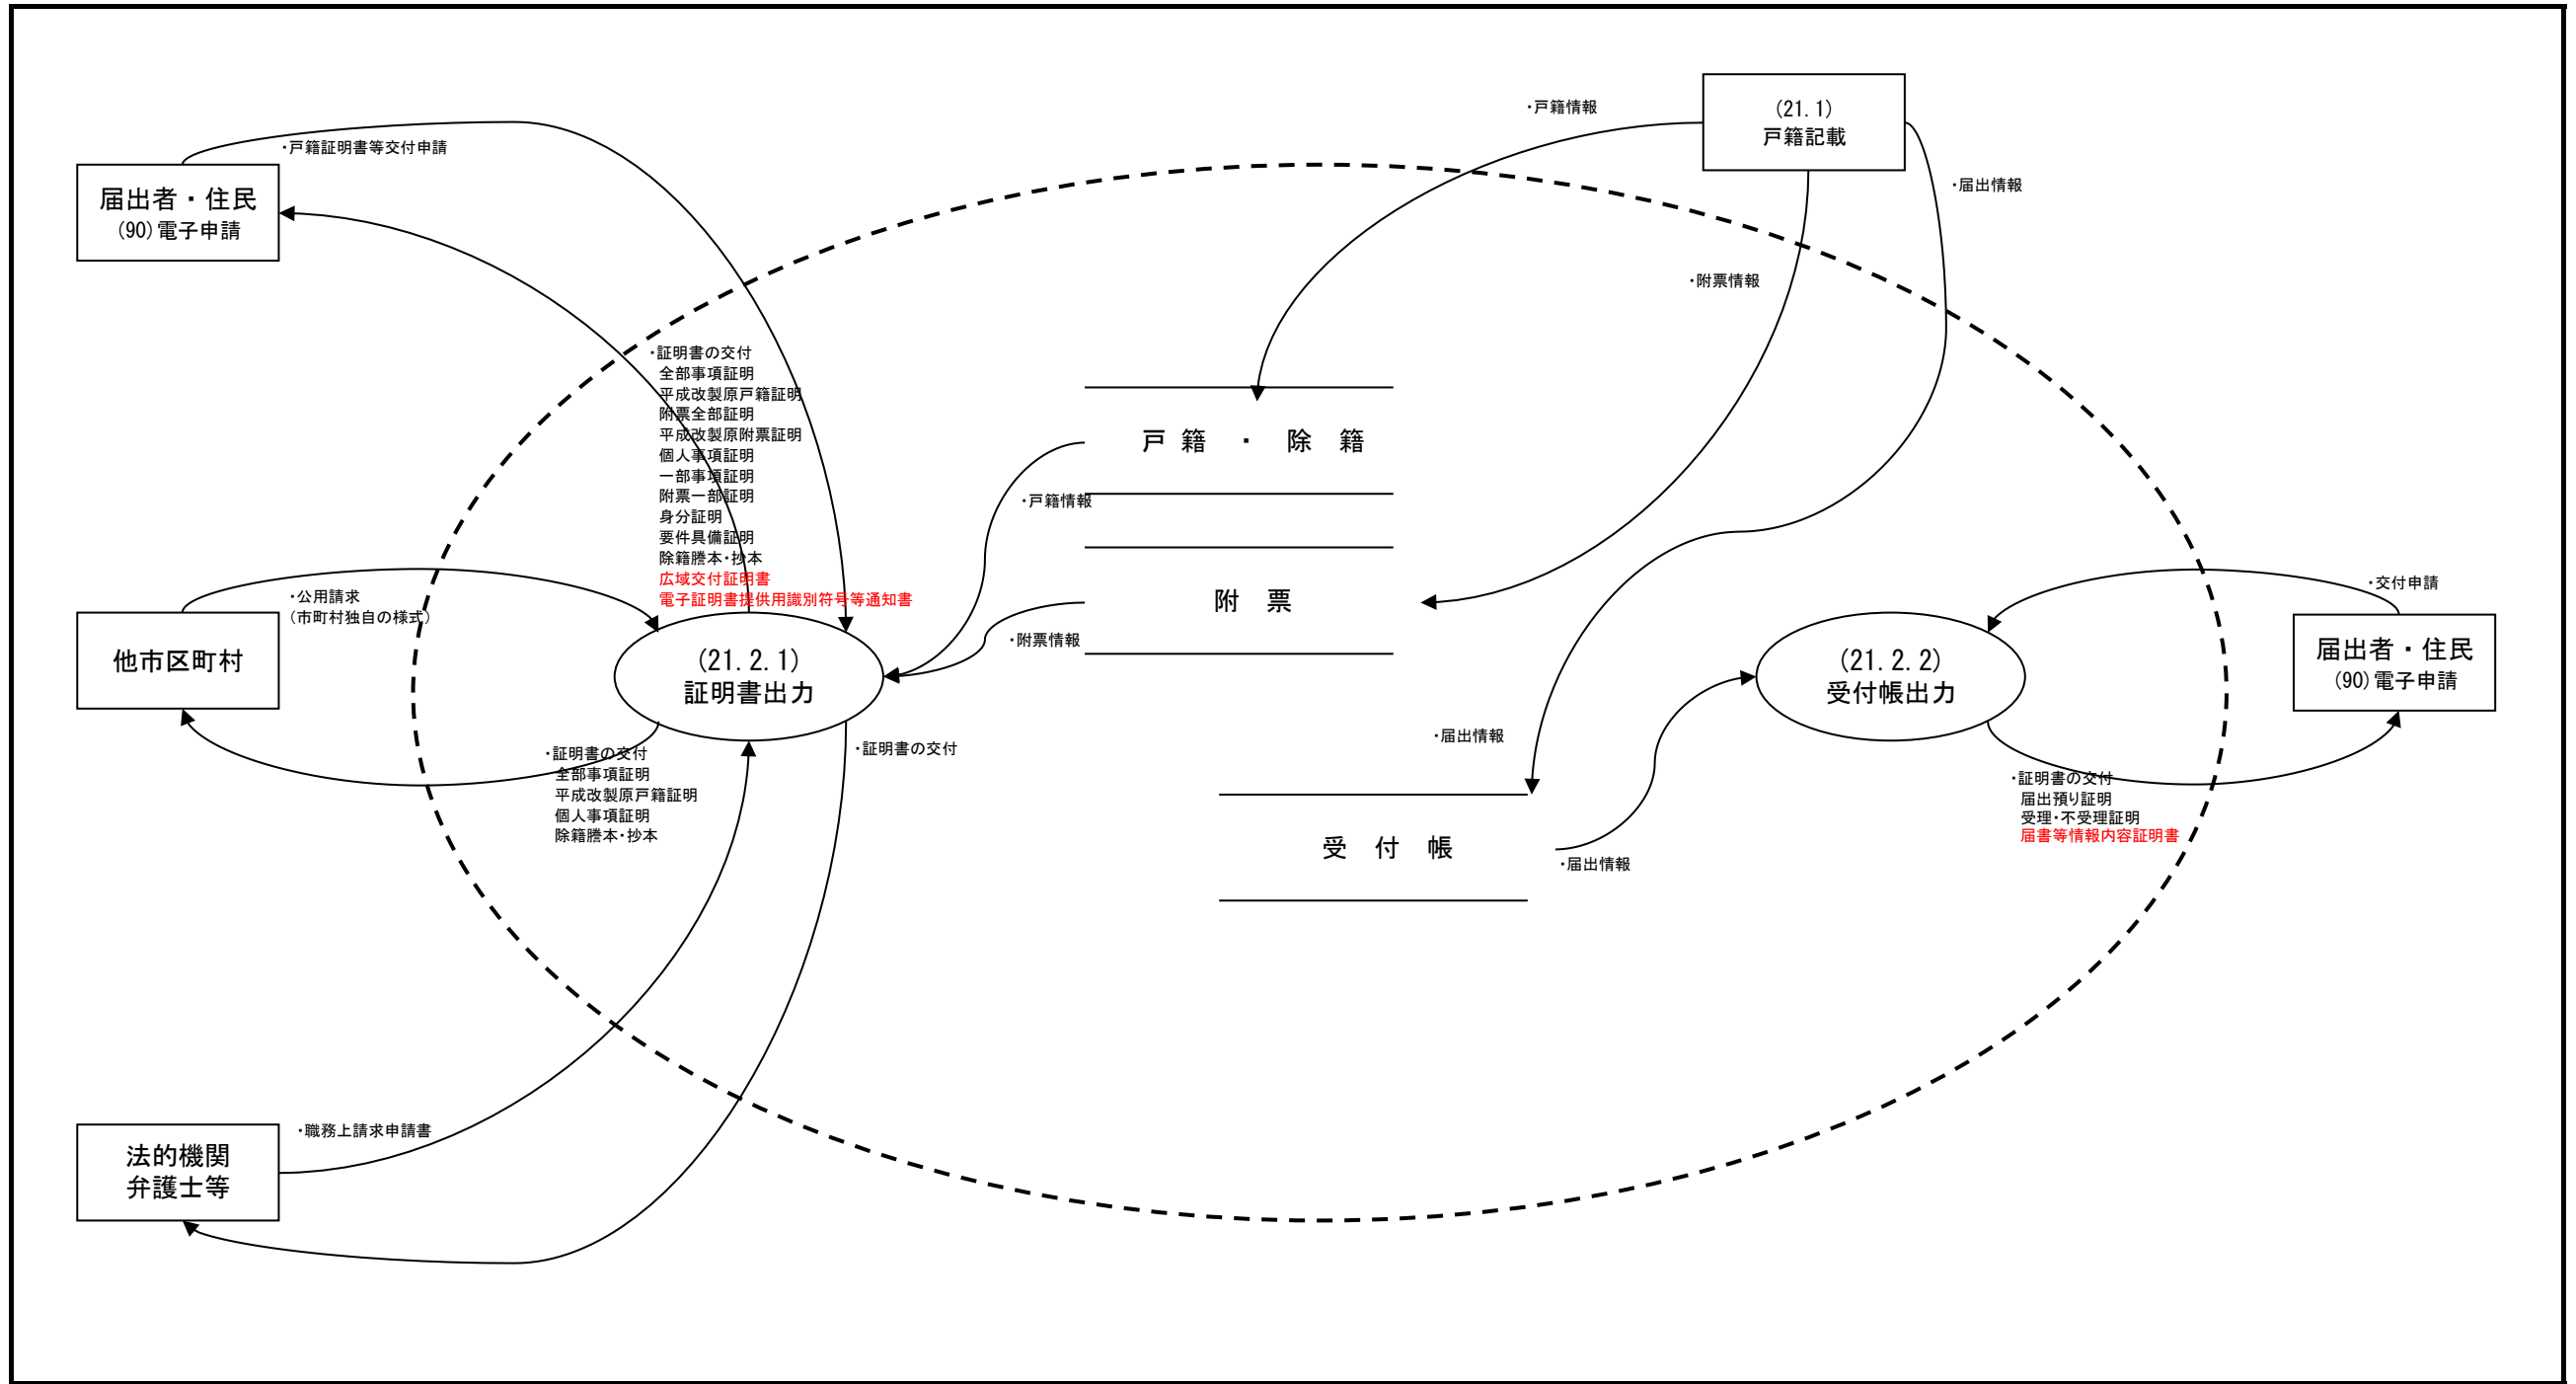 (21.1)
戸籍記載
・戸籍情報
・届出情報
・附票情報
・戸籍証明書等交付申請
届出者・住民
(90)電子申請
・証明書の交付
全部事項証明
平成改製原戸籍証明
附票全部証明
平成改製原附票証明
個人事項証明
一部事項証明
附票一部証明
身分証明
要件具備証明
除籍謄本・抄本
広域交付証明書
電子証明書提供用識別符号等通知書
戸籍・除籍
・戸籍情報
附票
・附票情報
・公用請求
(市町村独自の様式)
他市区町村
(21.2.1)
証明書出力
・証明書の交付
全部事項証明
平成改製原戸籍証明
個人事項証明
除籍謄本・抄本
・証明書の交付
・届出情報
受付帳
・届出情報
(21.2.2)
受付帳出力
・交付申請
届出者・住民
(90)電子申請
・証明書の交付
届出預り証明
受理・不受理証明
届書等情報内容証明書
・職務上請求申請書
法的機関
弁護士等